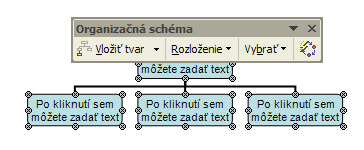 Organizačná schéma
Vložiť tvar Rozloženie Vybrať
môžete zadať text
Po kliknutí sem
môžete zadať text
Po kliknutí sem
môžete zadať text
Po kliknutí sem
môžete zadať text